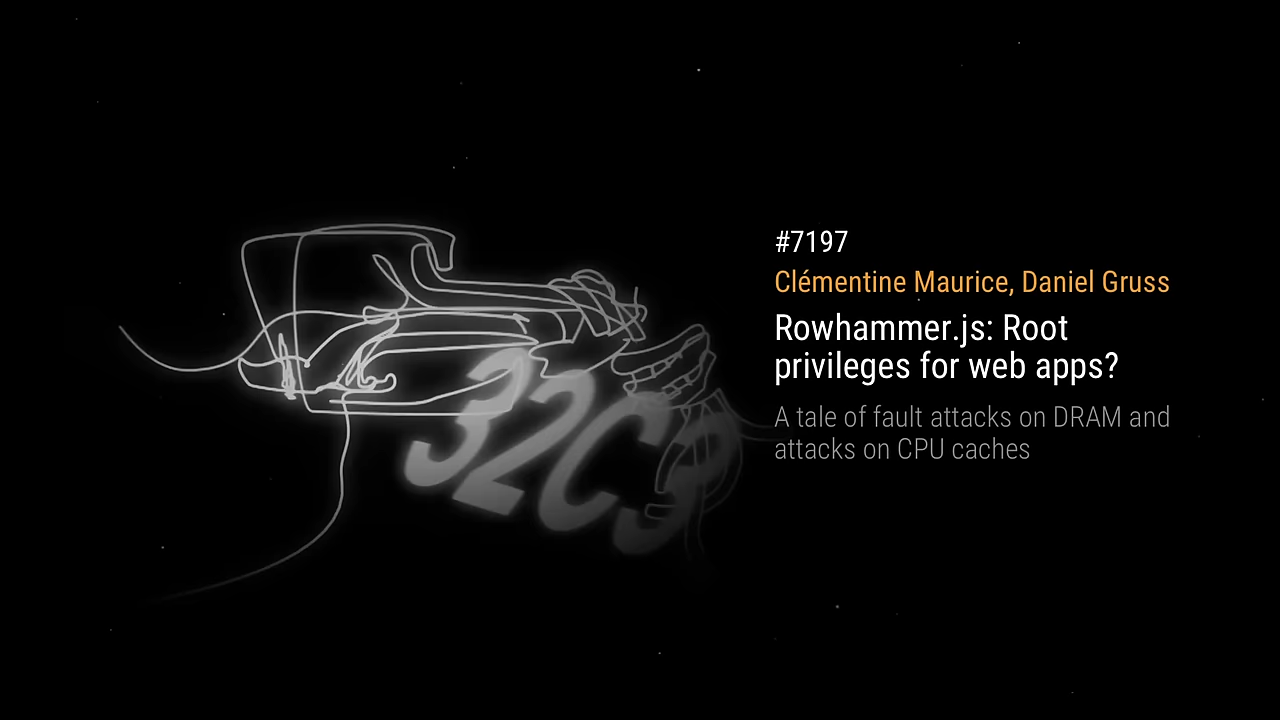 #7197
Clémentine Maurice, Daniel Gruss
Rowhammer.js: Root
privileges for web apps?
A tale of fault attacks on DRAM and
attacks on CPU caches
32C3